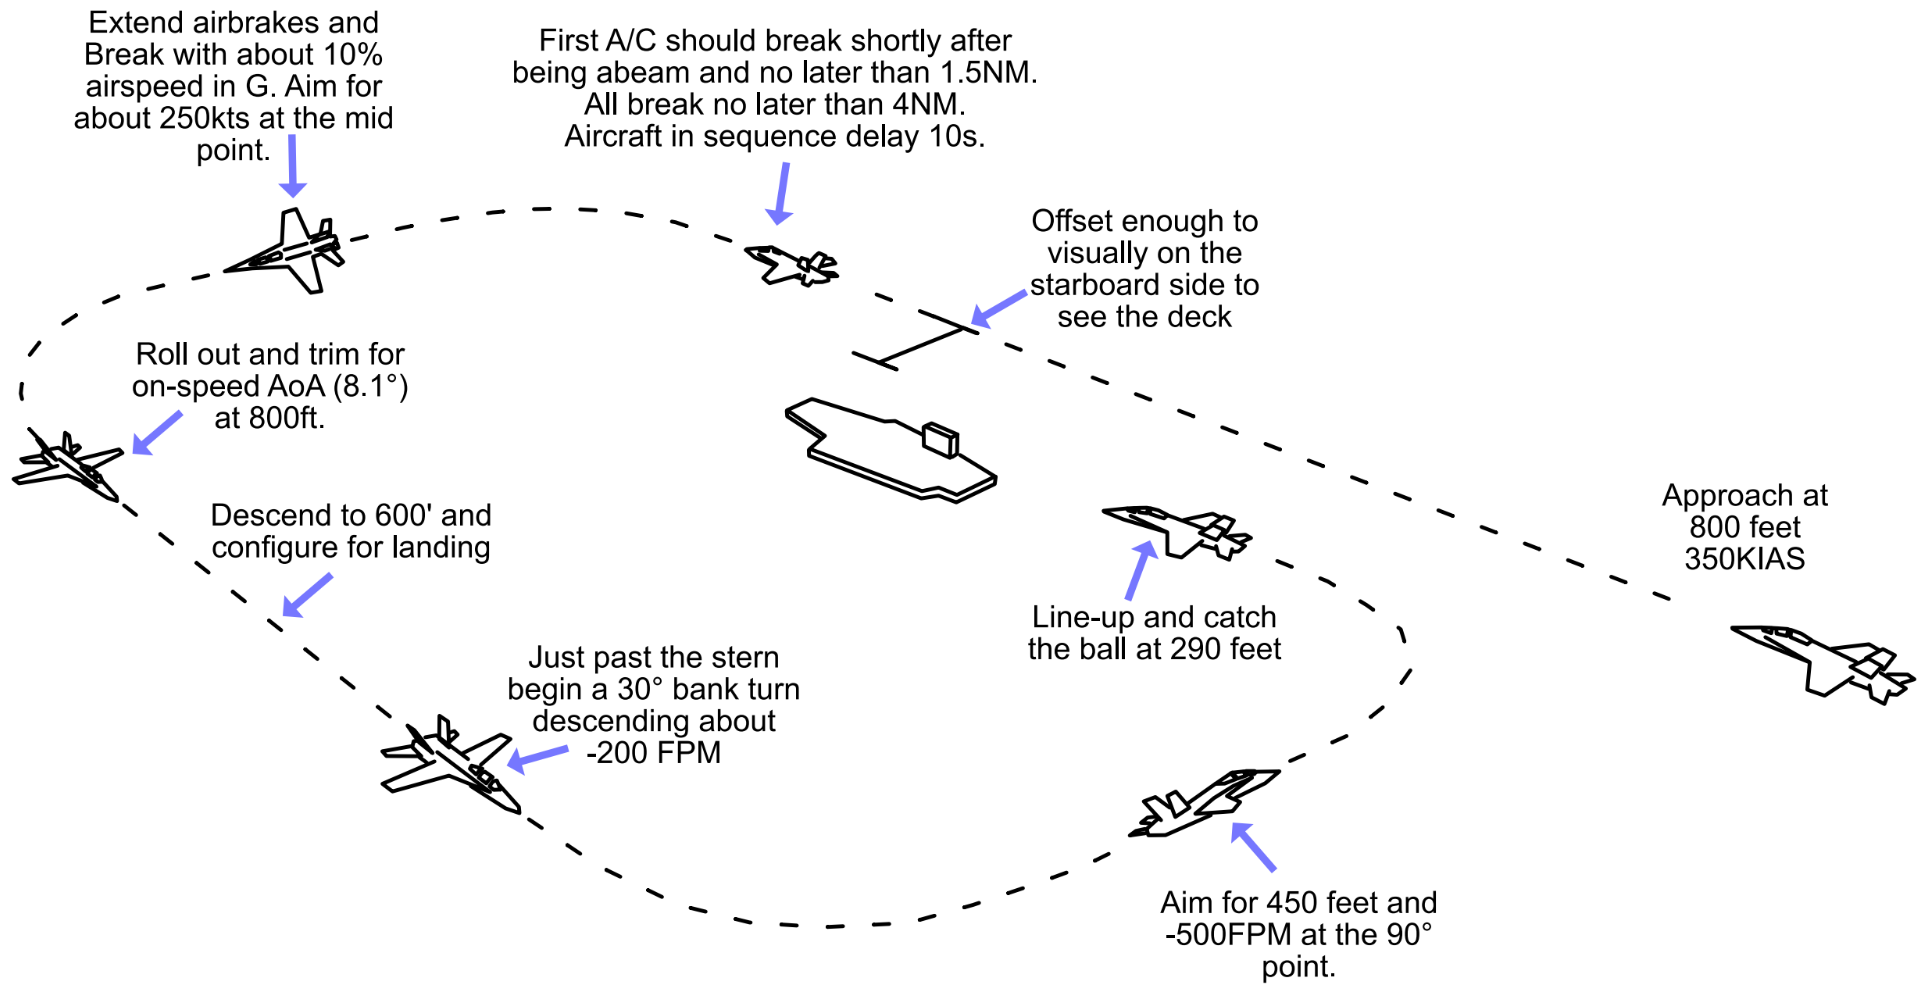 Extend airbrakes and
Break with about 10%
airspeed in G. Aim for
about 250kts at the mid
point.
First A/C should break shortly after
being abeam and no later than 1.5NM.
All break no later than 4NM.
Aircraft in sequence delay 10s.
Offset enough to
visually on the
starboard side to
see the deck
Roll out and trim for
on-speed AoA (8.1°)
at 800ft.
Approach at
800 feet
350KIAS
Descend to 600' and
configure for landing
Line-up and catch
the ball at 290 feet
Just past the stern
begin a 30° bank turn
descending about
-200 FPM
Aim for 450 feet and
-500FPM at the 90°
point.